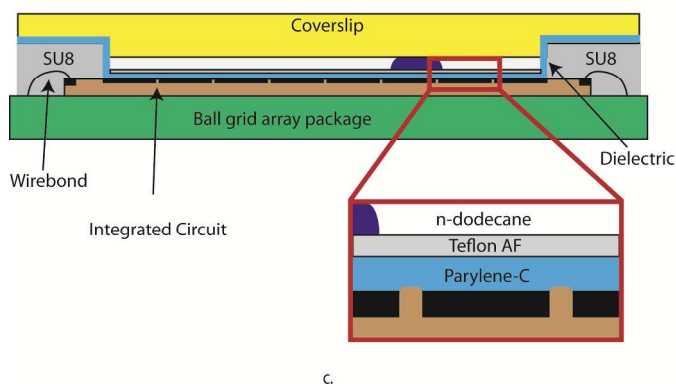 Coverslip
SU8
SU8
Ball grid array package
Wirebond
Dielectric
Integrated Circuit
n-dodecane
Teflon AF
Parylene-C
c.